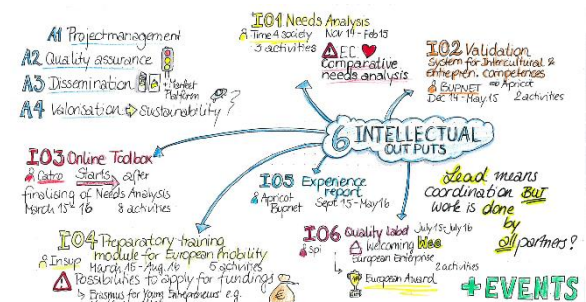 A1 Projectmanagement
A2 Quality assurance
A3 Dissemination
Market
Platform
A4 Valorisation ⇨ Sustainability?
IO1 Needs Analysis
Time4society Nov 14 - Feb 15
3 activities
EC
comparative
needs analysis
IO2 Validation
System for Intercultural &
entrepren. competences
BUPNET Apricot
Dec 14 - May 15 2 activities
6 INTELLECTUAL
OUTPUTS
IO3 Online Toolbox
Catro Starts after
finalising of Needs Analysis
March 15 - 16 8 activities
IO4 Preparatory training
module for European Mobility
Insup March 15 - Aug. 16 5 activities
Possibilities to apply for fundings
↳ Erasmus for Young Entrepreneurs e.g.
€
IO5 Experience
report
Apricot Sept. 15 - May 16
Bupnet
IO6 Quality label July 15 - July 16
Spi welcoming
European Enterprise
2 activities
↳ European Award
Lead means
coordination BUT
work is done
by
all partners?
+ EVENTS